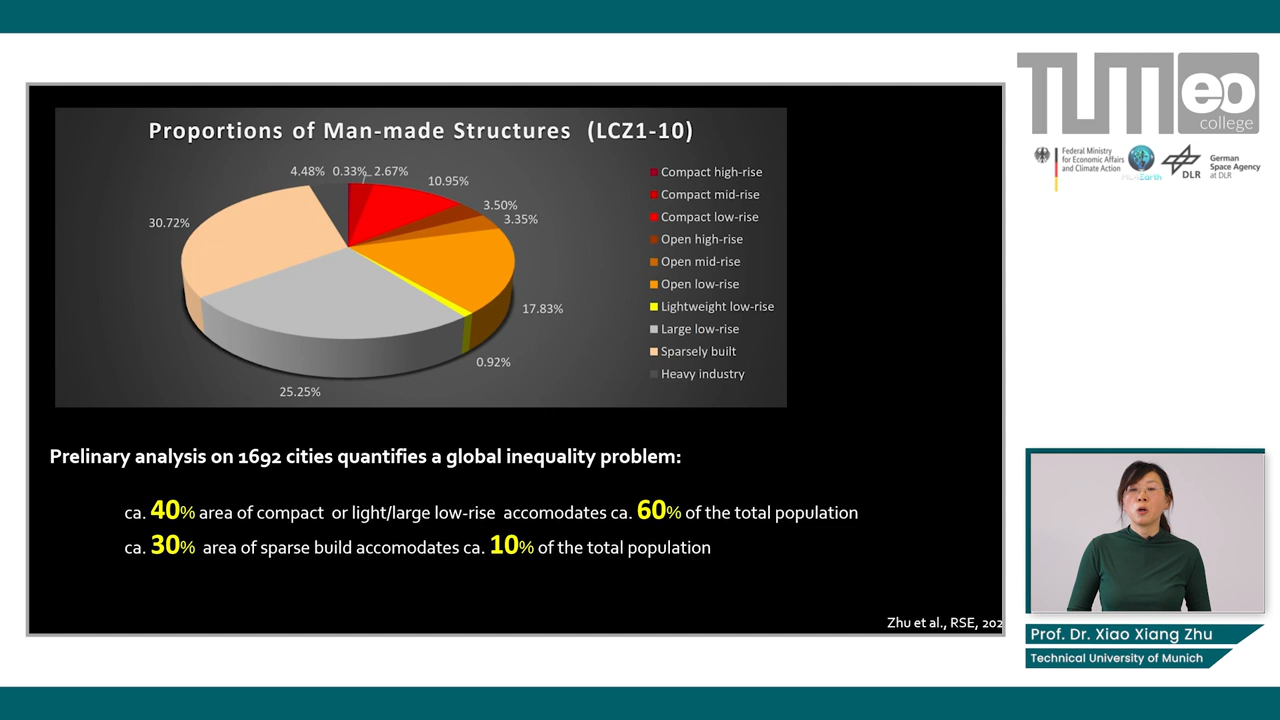 Proportions of Man-made Structures (LCZ1-10)
4.48% 0.33% 2.67%
10.95%
3.50%
3.35%
30.72%
17.83%
0.92%
25.25%
Compact high-rise
Compact mid-rise
Compact low-rise
Open high-rise
Open mid-rise
Open low-rise
Lightweight low-rise
Large low-rise
Sparsely built
Heavy industry
Prelinary analysis on 1692 cities quantifies a global inequality problem:
ca. 40% area of compact or light/large low-rise accomodates ca. 60% of the total population
ca. 30% area of sparse build accomodates ca. 10% of the total population
Zhu et al., RSE, 202
TUM eo
college
Federal Ministry
for Economic Affairs
and Climate Action
DLR
German
Space Agency
at DLR
Prof. Dr. Xiao Xiang Zhu
Technical University of Munich